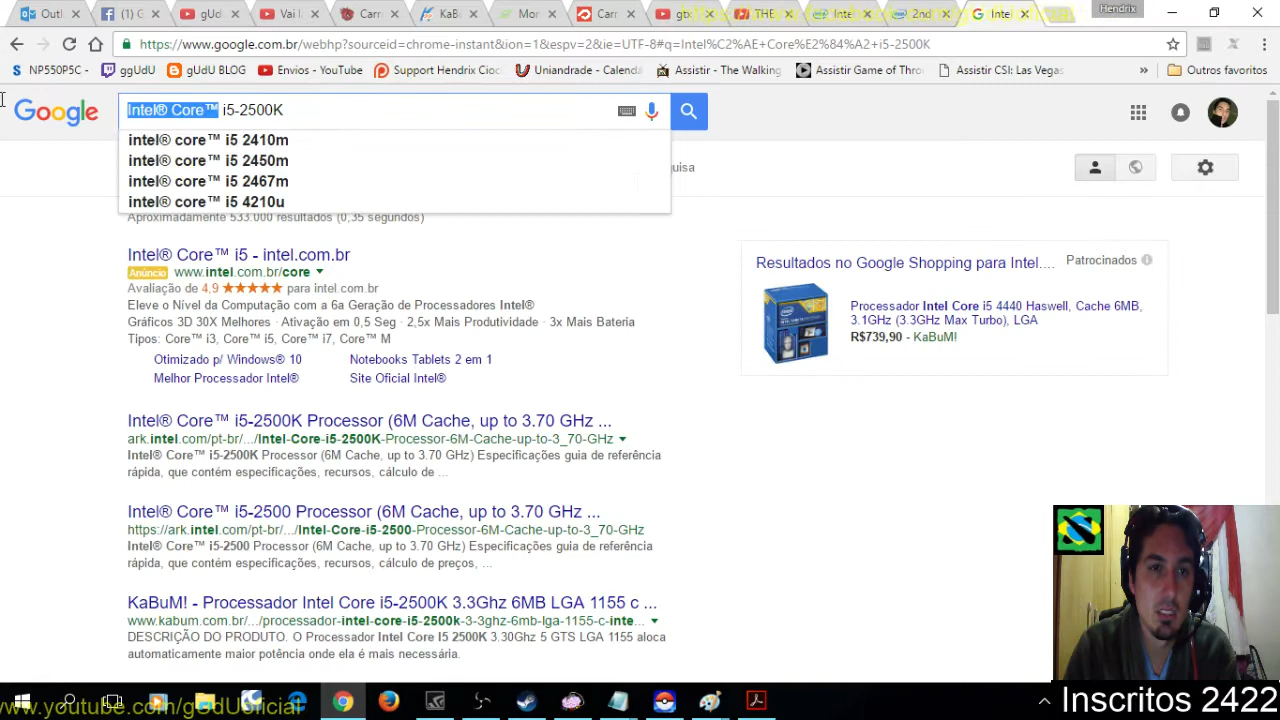 Outl
f (1) G
gUd
Vai l
Carr
KaB
Mor
Carr
gtx
THE
Intel
2nd
Intel
Hendrix
https://www.google.com.br/webhp?sourceid=chrome-instant&ion=1&espv=2&ie=UTF-8#q=Intel%C2%AE+Core%E2%84%A2+i5-2500K
NP550P5C -
ggUdU
gUdU BLOG
Envios - YouTube
Support Hendrix Cioc
Uniandrade - Calendá
Assistir - The Walking
Assistir Game of Thro
Assistir CSI: Las Vegas
»
Outros favoritos
Google
Intel® Core™ i5-2500K
intel® core™ i5 2410m
intel® core™ i5 2450m
intel® core™ i5 2467m
intel® core™ i5 4210u
uisa
Aproximadamente 533.000 resultados (0,35 segundos)
Intel® Core™ i5 - intel.com.br
Anúncio www.intel.com.br/core
Avaliação de 4,9 ★★★★★ para intel.com.br
Eleve o Nível da Computação com a 6a Geração de Processadores Intel®
Gráficos 3D 30X Melhores · Ativação em 0,5 Seg · 2,5x Mais Produtividade · 3x Mais Bateria
Tipos: Core™ i3, Core™ i5, Core™ i7, Core™ M
Otimizado p/ Windows® 10
Notebooks Tablets 2 em 1
Melhor Processador Intel®
Site Oficial Intel®
Intel® Core™ i5-2500K Processor (6M Cache, up to 3.70 GHz ...
ark.intel.com/pt-br/.../Intel-Core-i5-2500K-Processor-6M-Cache-up-to-3_70-GHz
Intel® Core™ i5-2500K Processor (6M Cache, up to 3.70 GHz) Especificações guia de referência
rápida, que contém especificações, recursos, cálculo de ...
Intel® Core™ i5-2500 Processor (6M Cache, up to 3.70 GHz ...
https://ark.intel.com/pt-br/.../Intel-Core-i5-2500-Processor-6M-Cache-up-to-3_70-GHz
Intel® Core™ i5-2500 Processor (6M Cache, up to 3.70 GHz) Especificações guia de referência
rápida, que contém especificações, recursos, cálculo de preços, ...
KaBuM! - Processador Intel Core i5-2500K 3.3Ghz 6MB LGA 1155 c ...
www.kabum.com.br/.../processador-intel-core-i5-2500k-3-3ghz-6mb-lga-1155-c-inte...
DESCRIÇÃO DO PRODUTO. O Processador Intel Core I5 2500K 3.30Ghz 5 GTS LGA 1155 aloca
automaticamente maior potência onde ela é mais necessária.
Resultados no Google Shopping para Intel....
Patrocinados
Processador Intel Core i5 4440 Haswell, Cache 6MB,
3.1GHz (3.3GHz Max Turbo), LGA
R$739,90 - KaBuM!
www.youtube.com/gUdUoficial
Inscritos 2422